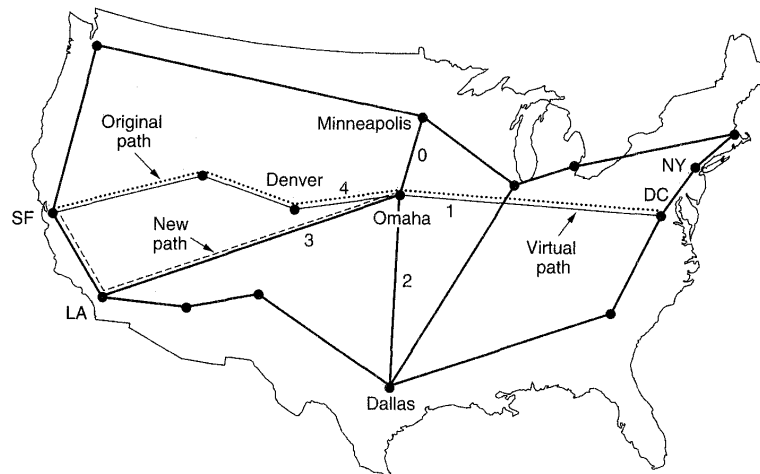 Minneapolis
Original
path
0
NY
Denver
4
DC
SF
Omaha
1
New
path
3
Virtual
path
2
LA
Dallas